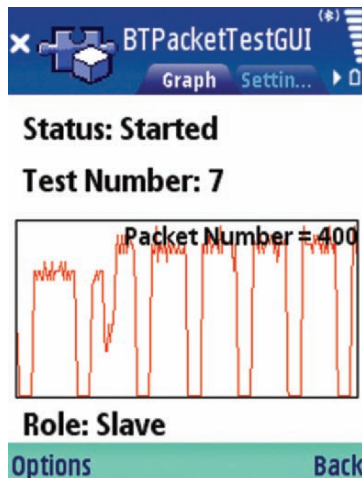 BTPacketTestGUI
Graph Settin...
Status: Started
Test Number: 7
Packet Number = 400
Role: Slave
Options Back